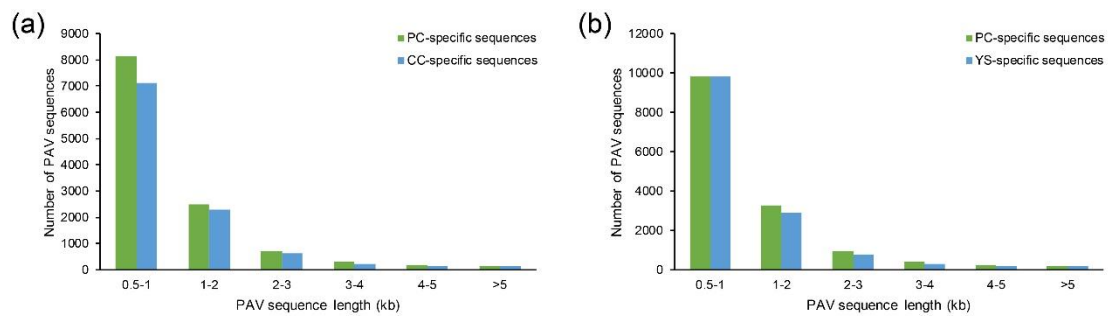 (a)
PC-specific sequences
CC-specific sequences
Number of PAV sequences
9000
8000
7000
6000
5000
4000
3000
2000
1000
0
0.5-1 1-2 2-3 3-4 4-5 >5
PAV sequence length (kb)
(b)
PC-specific sequences
YS-specific sequences
Number of PAV sequences
12000
10000
8000
6000
4000
2000
0
0.5-1 1-2 2-3 3-4 4-5 >5
PAV sequence length (kb)